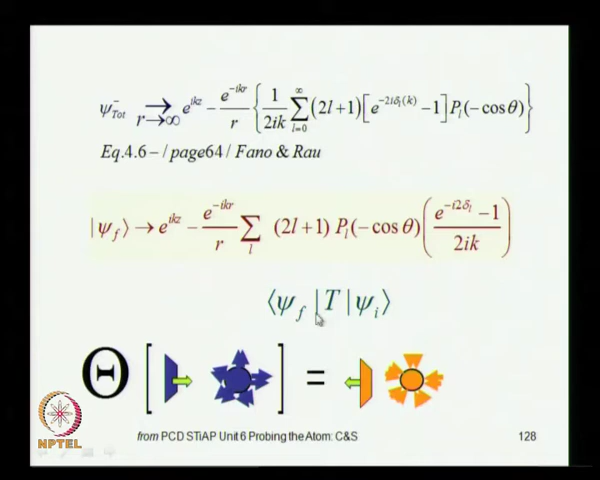 ψ⁻_Tot →_{r→∞} e^{ikz} − e^{−ikr}/r { 1/2ik ∑_{l=0}^{∞} (2l+1) [e^{−2iδ_l(k)} − 1] P_l(−cosθ) }
Eq.4.6 – / page64 / Fano & Rau
|ψ_f⟩ → e^{ikz} − e^{−ikr}/r ∑_l (2l+1) P_l(−cosθ) ( e^{−i2δ_l} − 1 / 2ik )
⟨ψ_f | T | ψ_i⟩
Θ [ ] =
NPTEL
from PCD STiAP Unit 6 Probing the Atom: C&S
128